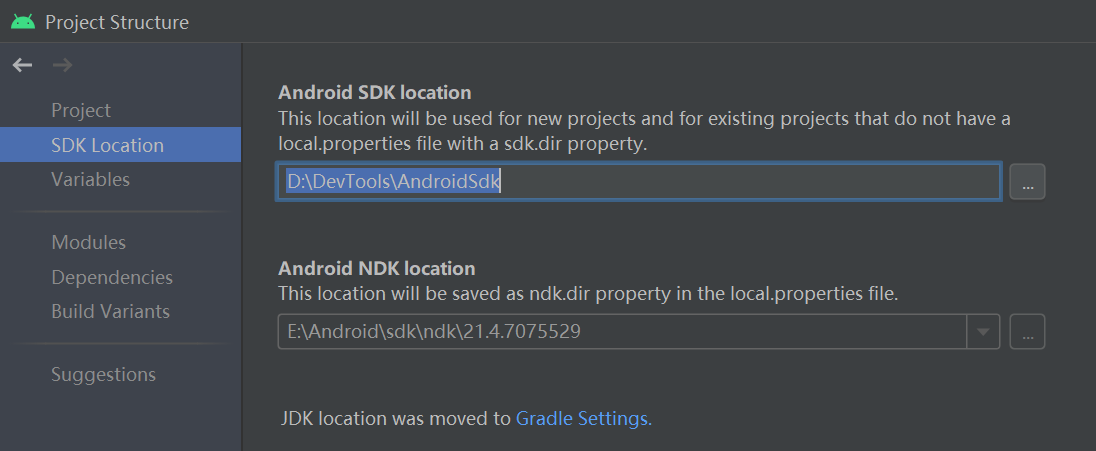 Project Structure
Project
SDK Location
Variables
Modules
Dependencies
Build Variants
Suggestions
Android SDK location
This location will be used for new projects and for existing projects that do not have a
local.properties file with a sdk.dir property.
D:\DevTools\AndroidSdk
...
Android NDK location
This location will be saved as ndk.dir property in the local.properties file.
E:\Android\sdk\ndk\21.4.7075529
...
JDK location was moved to Gradle Settings.